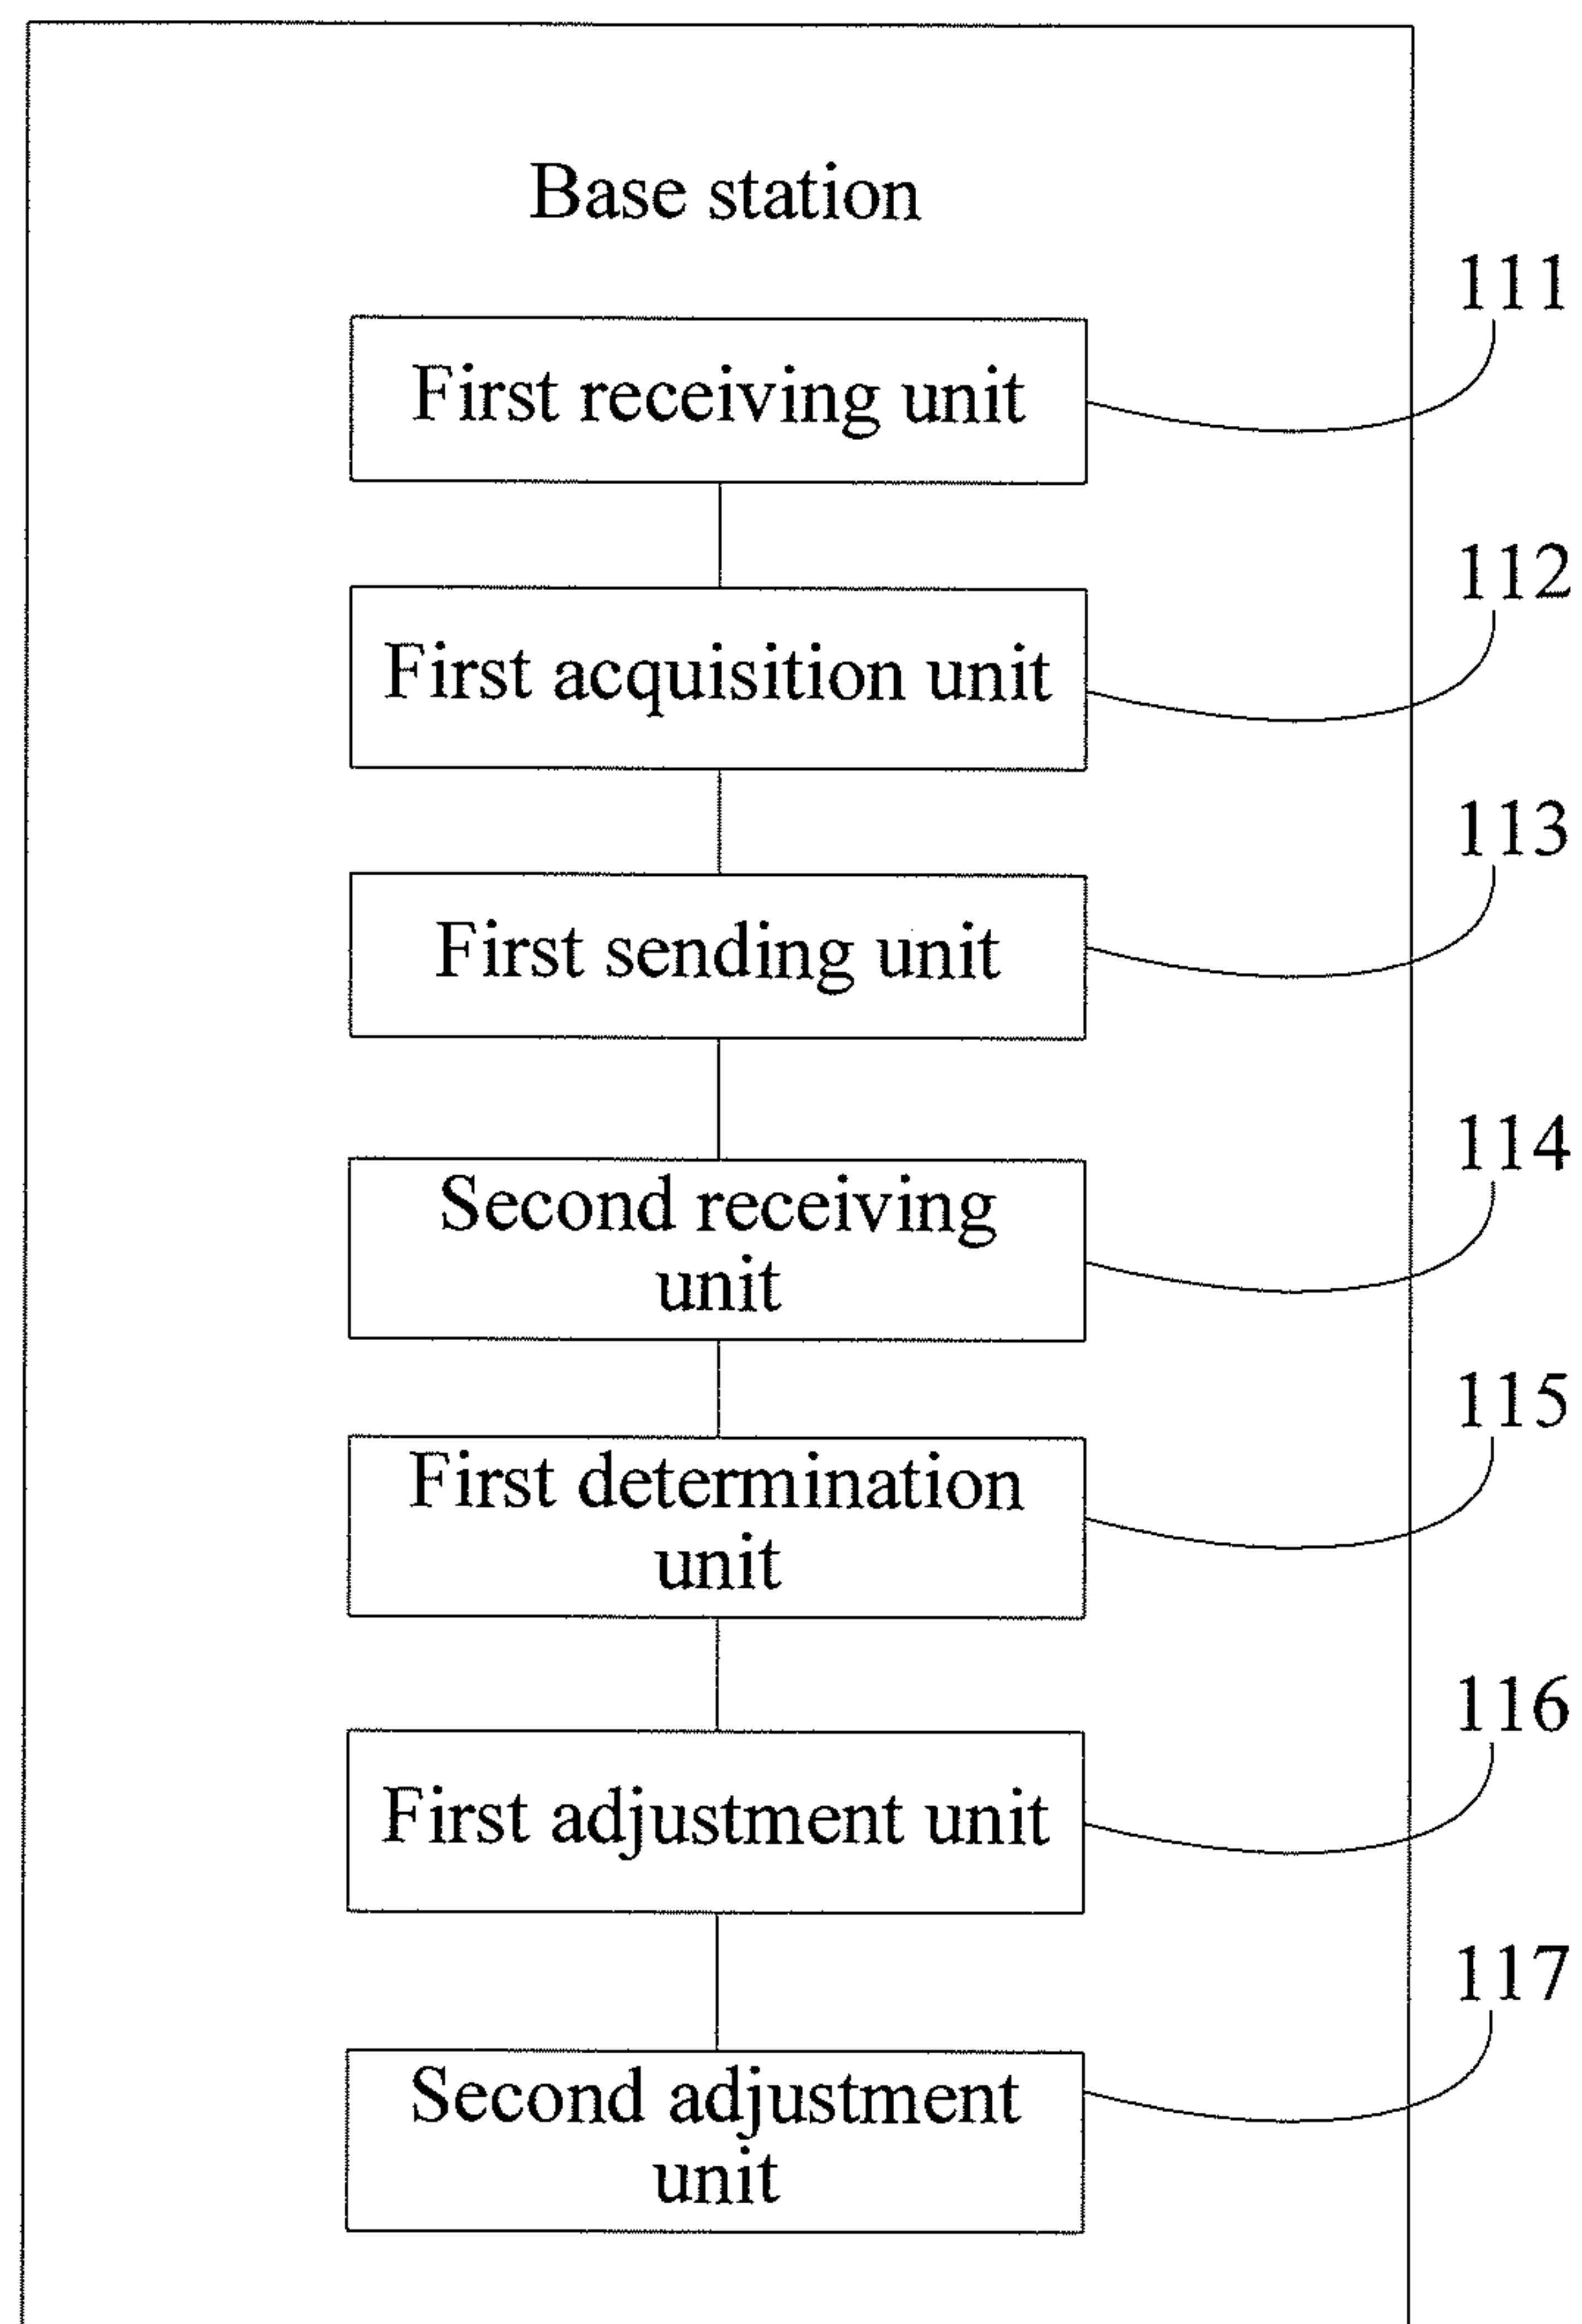 Base station
111
First receiving unit
112
First acquisition unit
113
First sending unit
114
Second receiving
unit
115
First determination
unit
116
First adjustment unit
117
Second adjustment
unit